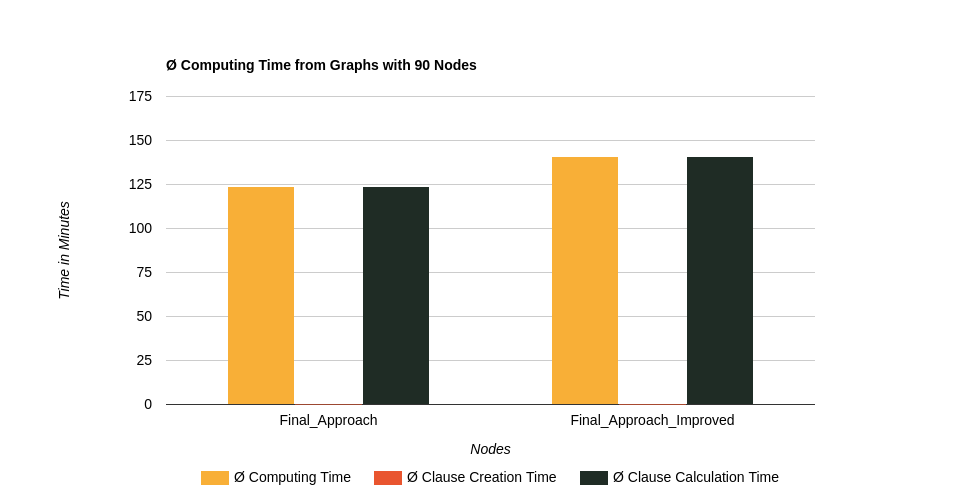 Ø Computing Time from Graphs with 90 Nodes
175
150
125
100
75
50
25
0
Time in Minutes
Final_Approach
Final_Approach_Improved
Nodes
Ø Computing Time
Ø Clause Creation Time
Ø Clause Calculation Time